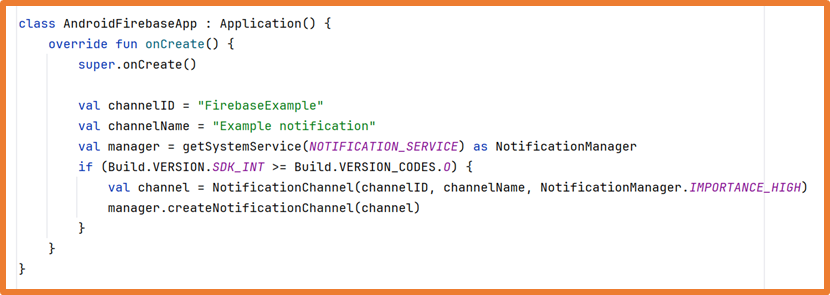 class AndroidFirebaseApp : Application() {
    override fun onCreate() {
        super.onCreate()

        val channelID = "FirebaseExample"
        val channelName = "Example notification"
        val manager = getSystemService(NOTIFICATION_SERVICE) as NotificationManager
        if (Build.VERSION.SDK_INT >= Build.VERSION_CODES.O) {
            val channel = NotificationChannel(channelID, channelName, NotificationManager.IMPORTANCE_HIGH)
            manager.createNotificationChannel(channel)
        }
    }
}